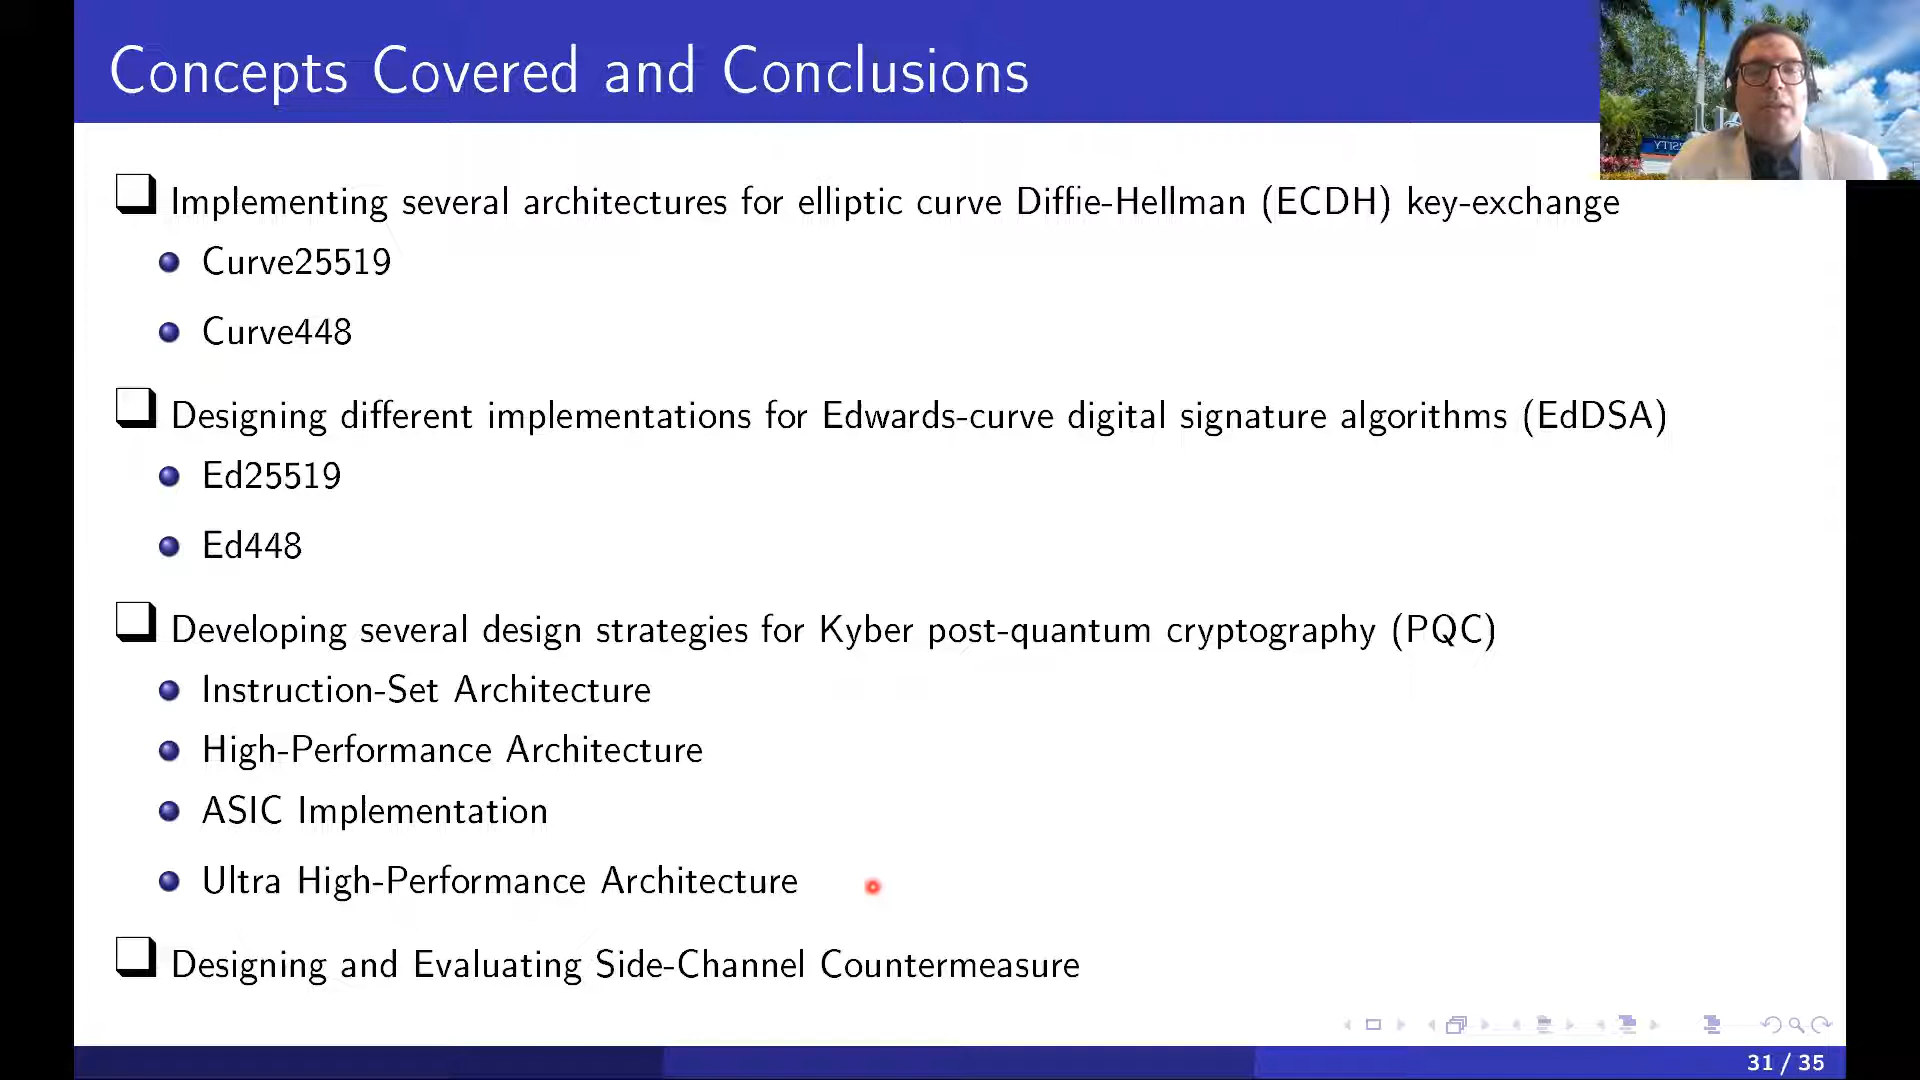 Concepts Covered and Conclusions
Implementing several architectures for elliptic curve Diffie-Hellman (ECDH) key-exchange
Curve25519
Curve448
Designing different implementations for Edwards-curve digital signature algorithms (EdDSA)
Ed25519
Ed448
Developing several design strategies for Kyber post-quantum cryptography (PQC)
Instruction-Set Architecture
High-Performance Architecture
ASIC Implementation
Ultra High-Performance Architecture
Designing and Evaluating Side-Channel Countermeasure
31 / 35